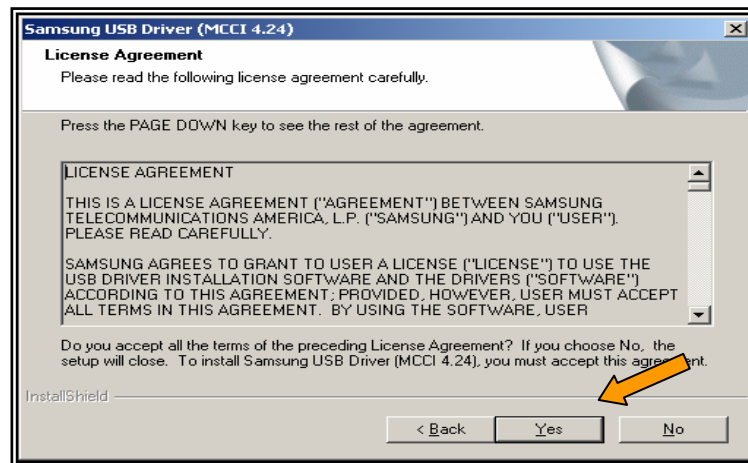 Samsung USB Driver (MCCI 4.24)
License Agreement
Please read the following license agreement carefully.
Press the PAGE DOWN key to see the rest of the agreement.
LICENSE AGREEMENT
THIS IS A LICENSE AGREEMENT ("AGREEMENT") BETWEEN SAMSUNG
TELECOMMUNICATIONS AMERICA, L.P. ("SAMSUNG") AND YOU ("USER").
PLEASE READ CAREFULLY.
SAMSUNG AGREES TO GRANT TO USER A LICENSE ("LICENSE") TO USE THE
USB DRIVER INSTALLATION SOFTWARE AND THE DRIVERS ("SOFTWARE")
ACCORDING TO THIS AGREEMENT; PROVIDED, HOWEVER, USER MUST ACCEPT
ALL TERMS IN THIS AGREEMENT. BY USING THE SOFTWARE, USER
Do you accept all the terms of the preceding License Agreement? If you choose No, the
setup will close. To install Samsung USB Driver (MCCI 4.24), you must accept this agreement.
InstallShield
< Back Yes No